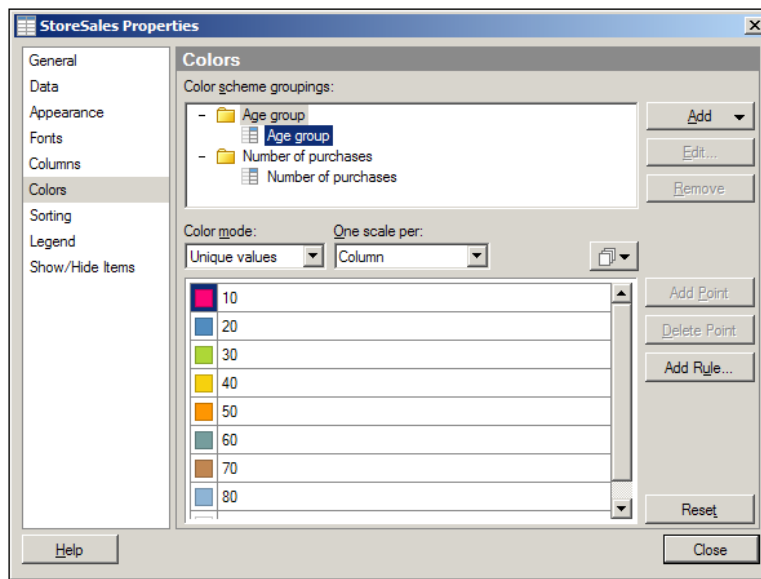 StoreSales Properties
General
Data
Appearance
Fonts
Columns
Colors
Sorting
Legend
Show/Hide Items
Colors
Color scheme groupings:
Age group
Age group
Number of purchases
Number of purchases
Add
Edit...
Remove
Color mode:
One scale per:
Unique values
Column
10
20
30
40
50
60
70
80
Add Point
Delete Point
Add Rule...
Reset
Help
Close